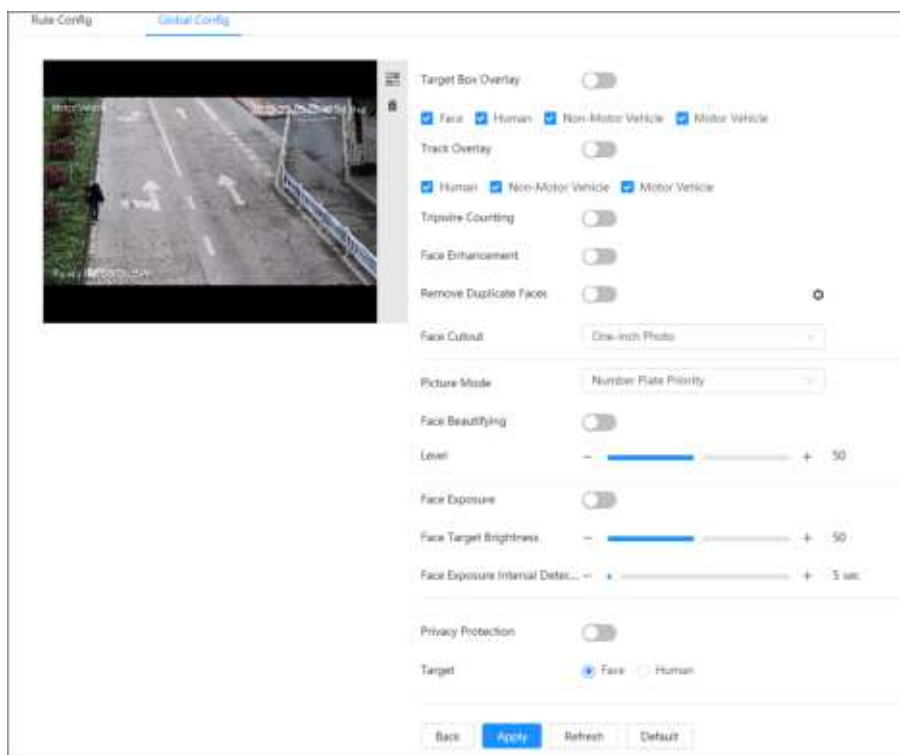 Rule Config Global Config
Target Box Overlay
Face Human Non-Motor Vehicle Motor Vehicle
Track Overlay
Human Non-Motor Vehicle Motor Vehicle
Tripwire Counting
Face Enhancement
Remove Duplicate Faces
Face Cutout One-inch Photo
Picture Mode Number Plate Priority
Face Beautifying
Level − + 50
Face Exposure
Face Target Brightness − + 50
Face Exposure Interval Detec... − + 5 sec
Privacy Protection
Target Face Human
Back Apply Refresh Default
Motor Vehicle